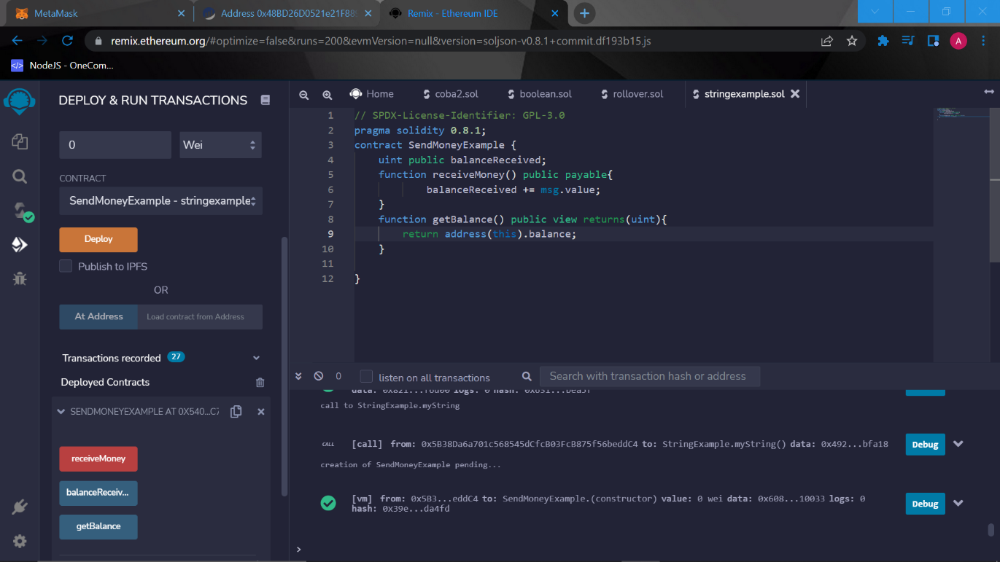 MetaMask
Address 0x48BD26D0521e21F88
Remix - Ethereum IDE
remix.ethereum.org/#optimize=false&runs=200&evmVersion=null&version=soljson-v0.8.1+commit.df193b15.js
A
NodeJS - OneCom...
DEPLOY & RUN TRANSACTIONS
0
Wei
CONTRACT
SendMoneyExample - stringexample
Deploy
Publish to IPFS
OR
At Address
Load contract from Address
Transactions recorded 27
Deployed Contracts
SENDMONEYEXAMPLE AT 0X540...C7
receiveMoney
balanceReceiv...
getBalance
Home
coba2.sol
boolean.sol
rollover.sol
stringexample.sol
1 // SPDX-License-Identifier: GPL-3.0
2 pragma solidity 0.8.1;
3 contract SendMoneyExample {
4 uint public balanceReceived;
5 function receiveMoney() public payable{
6 balanceReceived += msg.value;
7 }
8 function getBalance() public view returns(uint){
9 return address(this).balance;
10 }
11
12 }
0
listen on all transactions
Search with transaction hash or address
data: 0x821...f6d00 logs: 0 hash: 0x631...bea5f
call to StringExample.myString
CALL [call] from: 0x5B38Da6a701c568545dCfcB03FcB875f56beddC4 to: StringExample.myString() data: 0x492...bfa18
Debug
creation of SendMoneyExample pending...
[vm] from: 0x5B3...eddC4 to: SendMoneyExample.(constructor) value: 0 wei data: 0x608...10033 logs: 0
hash: 0x39e...da4fd
Debug
>